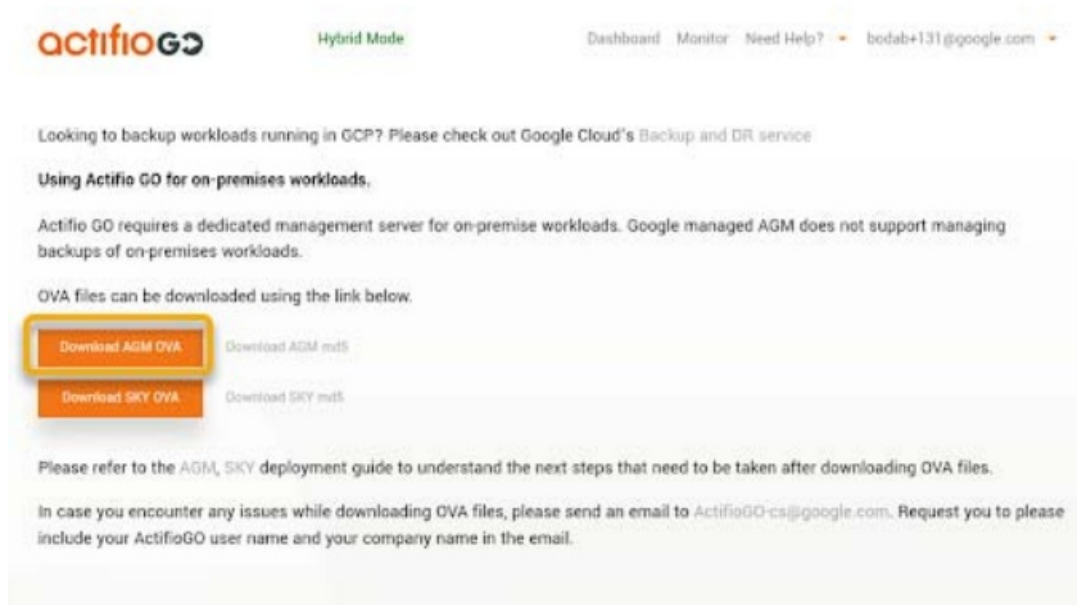 actifioGO
Hybrid Mode
Dashboard Monitor Need Help? bodab+131@google.com
Looking to backup workloads running in GCP? Please check out Google Cloud's Backup and DR service
Using Actifio GO for on-premises workloads.
Actifio GO requires a dedicated management server for on-premise workloads. Google managed AGM does not support managing
backups of on-premises workloads.
OVA files can be downloaded using the link below.
Download AGM OVA Download AGM md5
Download SKY OVA Download SKY md5
Please refer to the AGM, SKY deployment guide to understand the next steps that need to be taken after downloading OVA files.
In case you encounter any issues while downloading OVA files, please send an email to ActifioGO-cs@google.com. Request you to please
include your ActifioGO user name and your company name in the email.